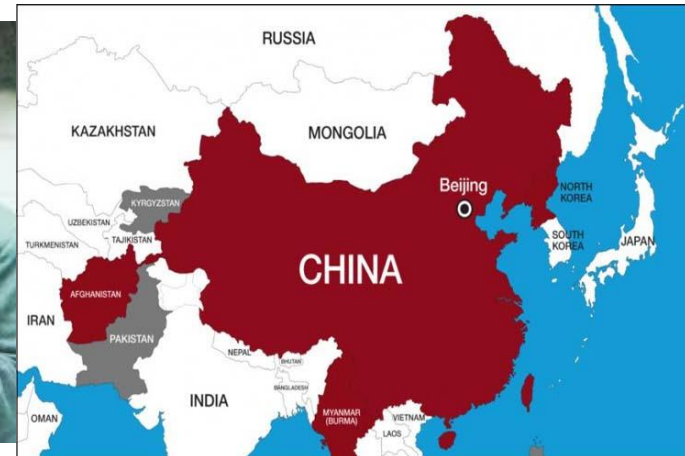 RUSSIA
KAZAKHSTAN
MONGOLIA
Beijing
KYRGYZSTAN
NORTH
KOREA
UZBEKISTAN
TURKMENISTAN
TAJIKISTAN
SOUTH
KOREA
JAPAN
CHINA
AFGHANISTAN
IRAN
PAKISTAN
NEPAL
BHUTAN
BANGLADESH
INDIA
OMAN
MYANMAR
(BURMA)
VIETNAM
LAOS